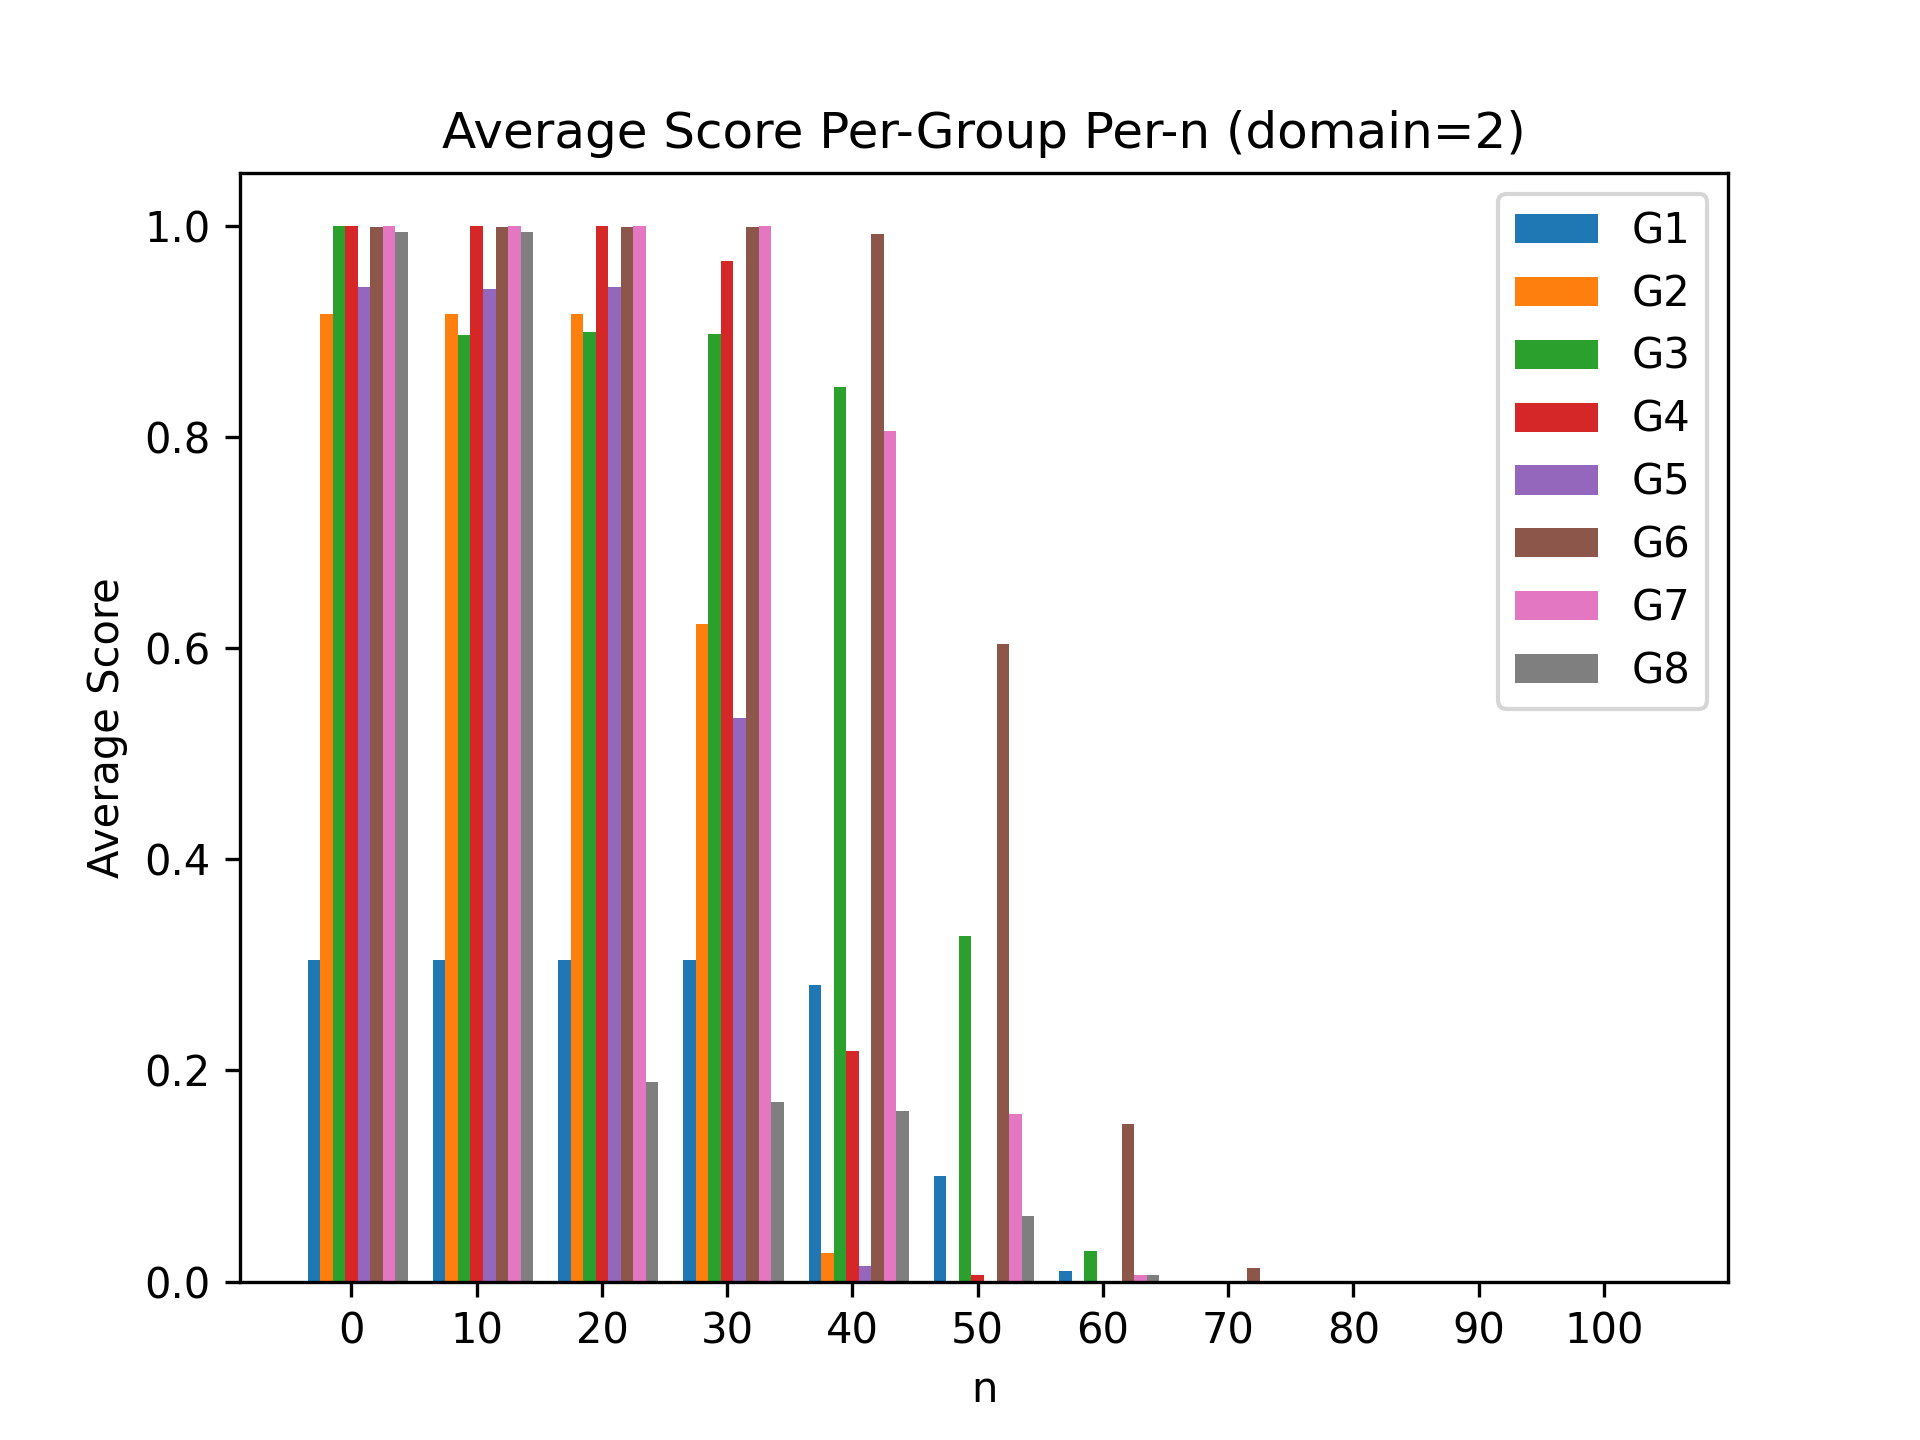 Average Score Per-Group Per-n (domain=2)
1.0
0.8
0.6
0.4
0.2
0.0
Average Score
0 10 20 30 40 50 60 70 80 90 100
n
G1
G2
G3
G4
G5
G6
G7
G8